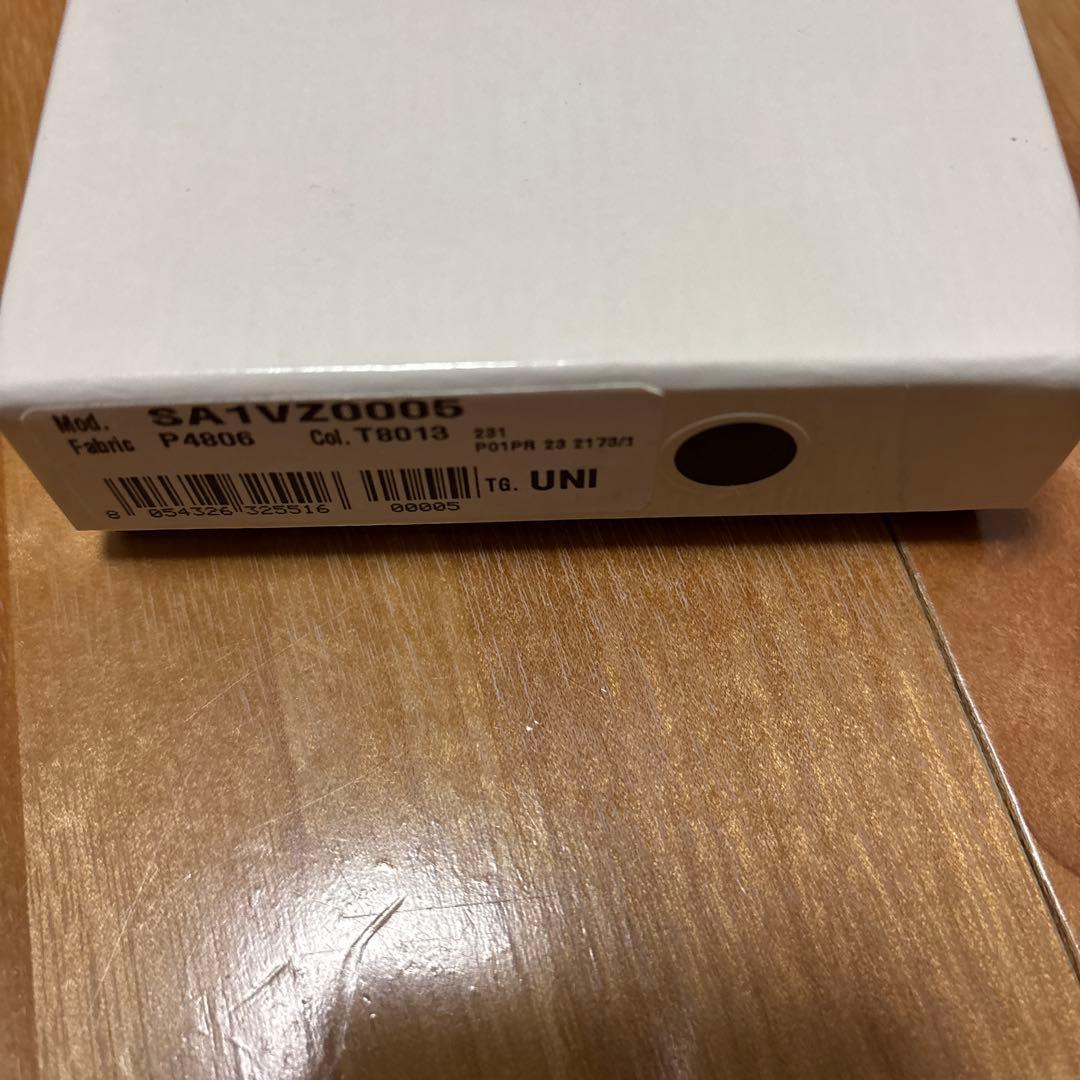 Mod. SA1VZ0005
Fabric P4806 Col. T8013 231
P01PR 23 2173/1
TG. UNI
8 054326 325516 00005